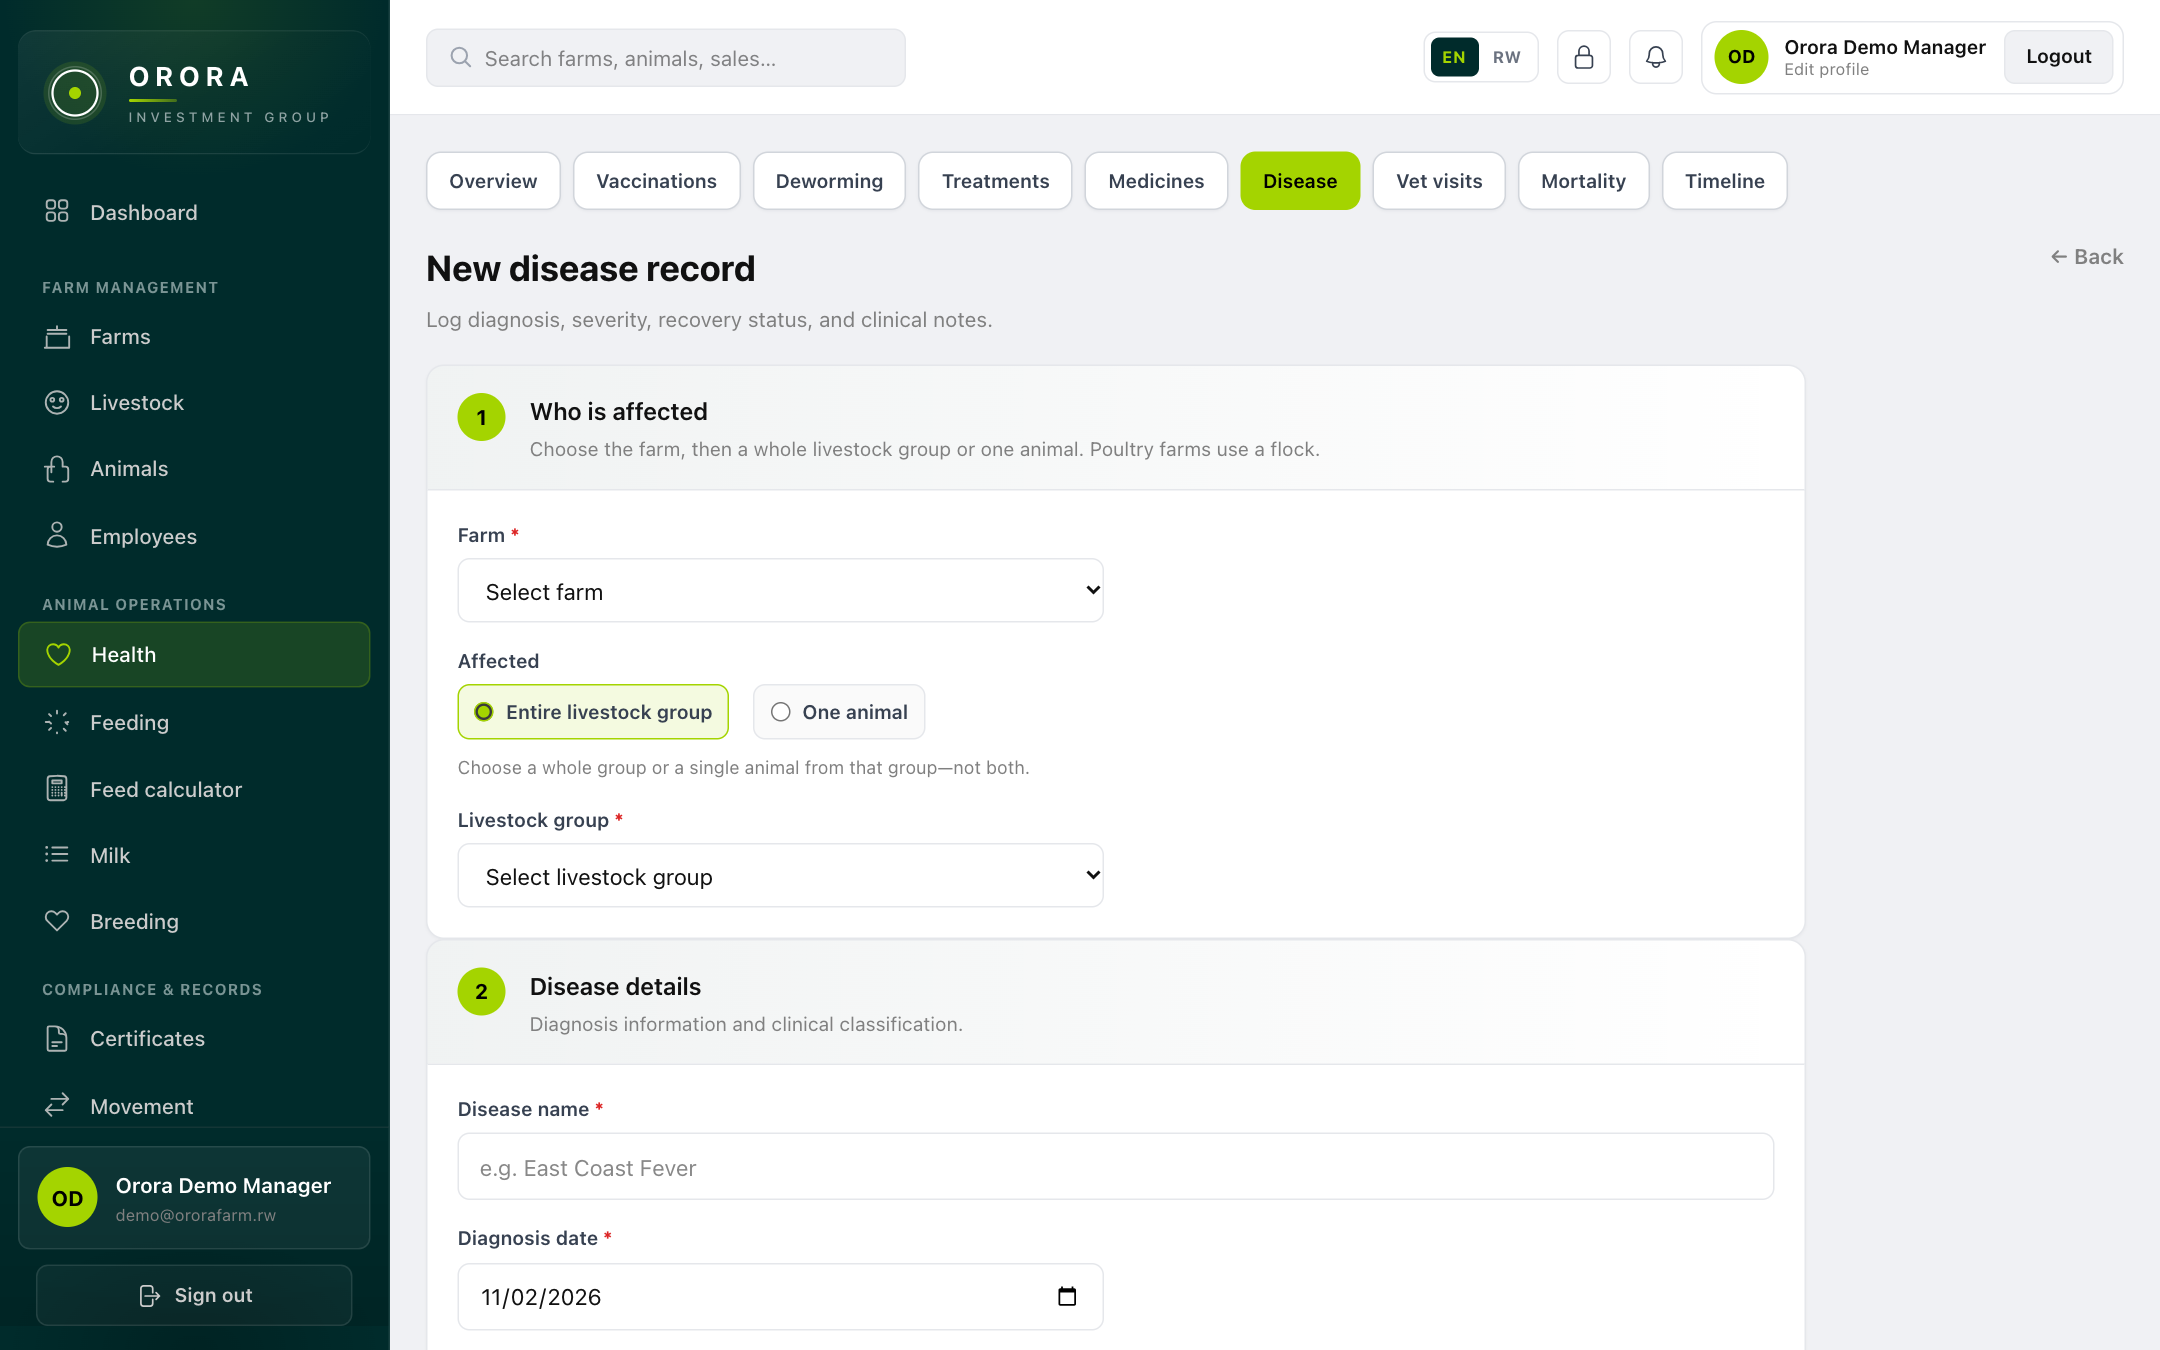 ORORA
INVESTMENT GROUP
Dashboard
FARM MANAGEMENT
Farms
Livestock
Animals
Employees
ANIMAL OPERATIONS
Health
Feeding
Feed calculator
Milk
Breeding
COMPLIANCE & RECORDS
Certificates
Movement
OD
Orora Demo Manager
demo@ororafarm.rw
Sign out
Search farms, animals, sales...
EN RW
OD
Orora Demo Manager
Edit profile
Logout
Overview Vaccinations Deworming Treatments Medicines Disease Vet visits Mortality Timeline
New disease record
← Back
Log diagnosis, severity, recovery status, and clinical notes.
1
Who is affected
Choose the farm, then a whole livestock group or one animal. Poultry farms use a flock.
Farm *
Select farm
Affected
Entire livestock group One animal
Choose a whole group or a single animal from that group—not both.
Livestock group *
Select livestock group
2
Disease details
Diagnosis information and clinical classification.
Disease name *
e.g. East Coast Fever
Diagnosis date *
11/02/2026